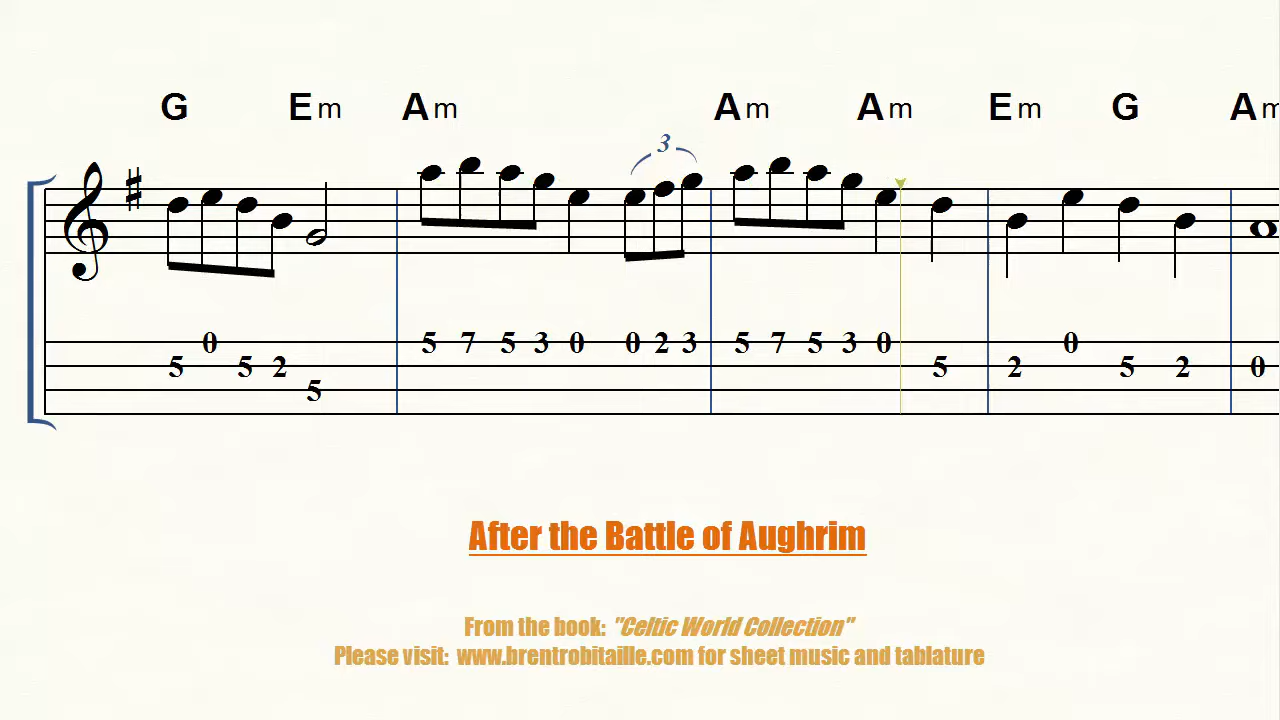 G Em Am Am Am Em G Am
3
5 0 5 2 5 5 7 5 3 0 0 2 3 5 7 5 3 0 5 2 0 5 2 0
After the Battle of Aughrim
From the book: "Celtic World Collection"
Please visit: www.brentrobitaille.com for sheet music and tablature